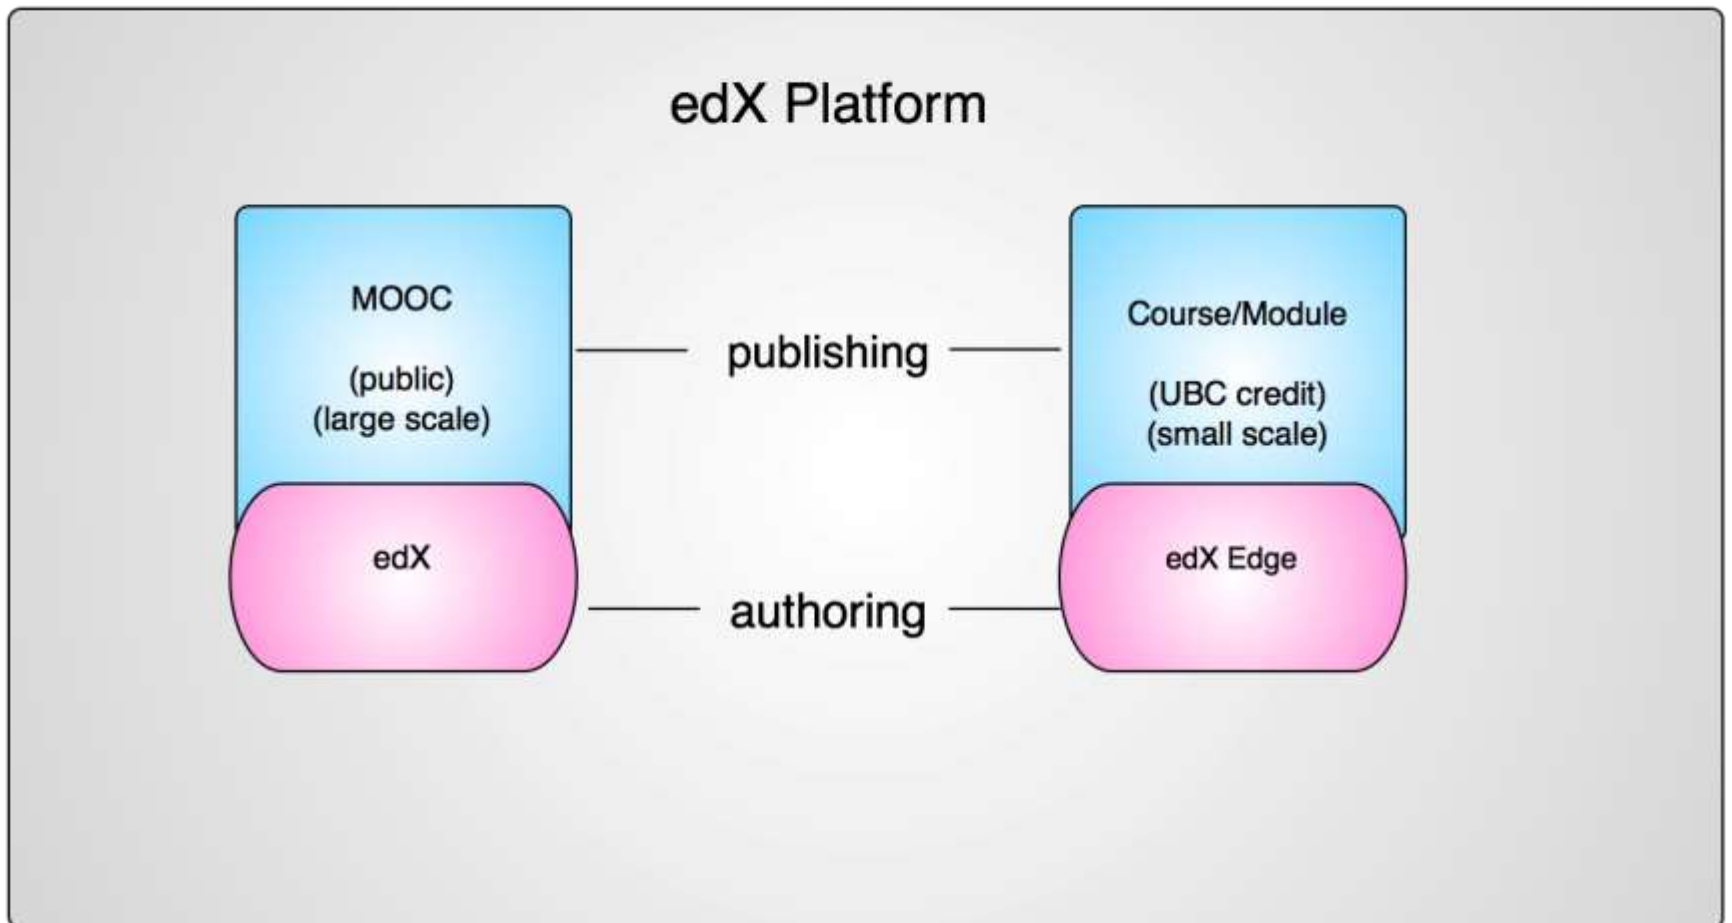 edX Platform
MOOC
(public)
(large scale)
publishing
Course/Module
(UBC credit)
(small scale)
edX
authoring
edX Edge